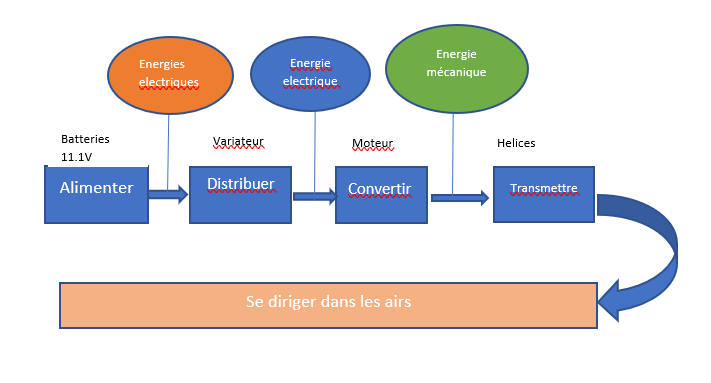 Energies
electriques
Energie
electrique
Energie
mécanique
Batteries
11.1V
Variateur
Moteur
Helices
Alimenter
Distribuer
Convertir
Transmettre
Se diriger dans les airs